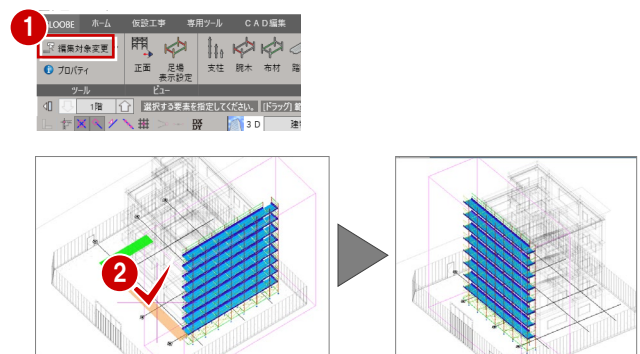 1
LOOBE ホーム 仮設工事 専用ツール CAD編集
編集対象変更
プロパティ
正面 足場 表示設定 支柱 腕木 布材
ツール ビュー
1階 選択する要素を指定してください。 [ドラッグ]
DX DY 3D
2